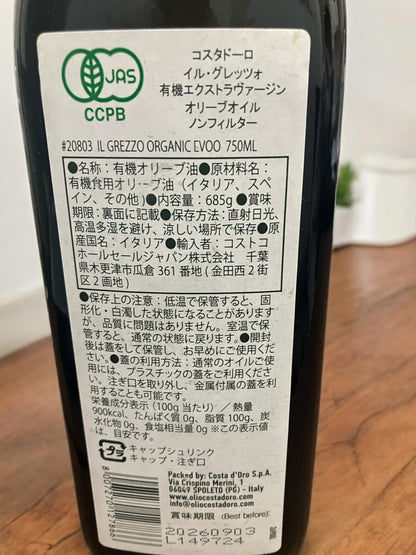 JAS
CCPB
コスタドーロ
イル・グレッツォ
有機エクストラヴァージン
オリーブオイル
ノンフィルター
#20803 IL GREZZO ORGANIC EVOO 750ML
●名称：有機オリーブ油●原材料名：
有機食用オリーブ油（イタリア、スペ
イン、その他）●内容量：685g●賞味
期限：裏面に記載●保存方法：直射日光、
高温多湿を避け、涼しい場所で保存●原
産国名：イタリア●輸入者：コストコ
ホールセールジャパン株式会社 千葉
県木更津市瓜倉 361 番地（金田西 2 街
区 2 画地）
●保存上の注意：低温で保管すると、固
形化・白濁した状態になることがあります
が、品質に問題はありません。室温で保
管すると、通常の状態に戻ります。●開封
後は蓋をして保管し、お早めにご使用くだ
さい。●蓋の利用方法：通常のオイルご使
用には、プラスチックの蓋をご利用くださ
い。注ぎ口を取り外し、金属付属の蓋を利
用することも可能です。
栄養成分表示（100g 当たり）／熱量
900kcal、たんぱく質 0g、脂質 100g、炭
水化物 0g、食塩相当量 0g ※この表示値
は、目安です。
プラ
キャップシュリンク
キャップ・注ぎ口
Packed by: Costa d'Oro S.p.A.
Via Crispino Merini, 1
06049 SPOLETO (PG) - Italy
www.oliocostadoro.com
賞味期限 (Best before):
20260903
L149724